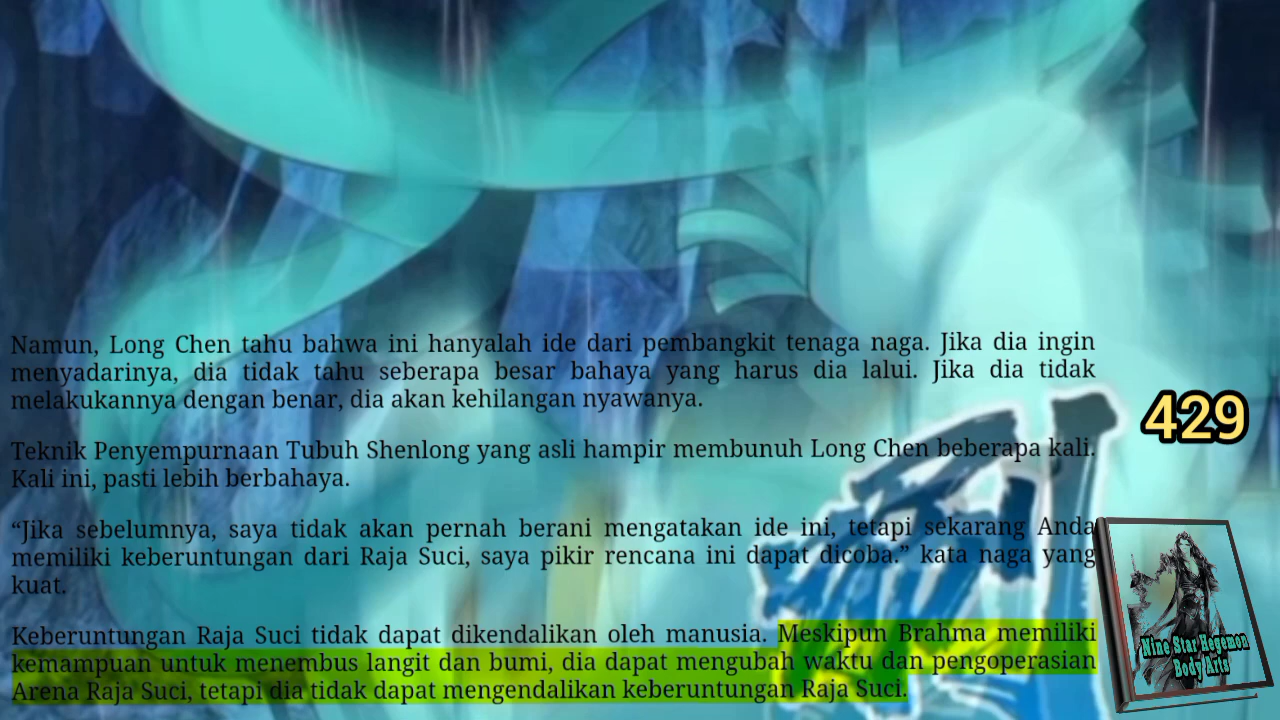 Namun, Long Chen tahu bahwa ini hanyalah ide dari pembangkit tenaga naga. Jika dia ingin
menyadarinya, dia tidak tahu seberapa besar bahaya yang harus dia lalui. Jika dia tidak
melakukannya dengan benar, dia akan kehilangan nyawanya.
Teknik Penyempurnaan Tubuh Shenlong yang asli hampir membunuh Long Chen beberapa kali.
Kali ini, pasti lebih berbahaya.
“Jika sebelumnya, saya tidak akan pernah berani mengatakan ide ini, tetapi sekarang Anda
memiliki keberuntungan dari Raja Suci, saya pikir rencana ini dapat dicoba.” kata naga yang
kuat.
Keberuntungan Raja Suci tidak dapat dikendalikan oleh manusia. Meskipun Brahma memiliki
kemampuan untuk menembus langit dan bumi, dia dapat mengubah waktu dan pengoperasian
Arena Raja Suci, tetapi dia tidak dapat mengendalikan keberuntungan Raja Suci.
429
Nine Star Hegemon
Body Arts